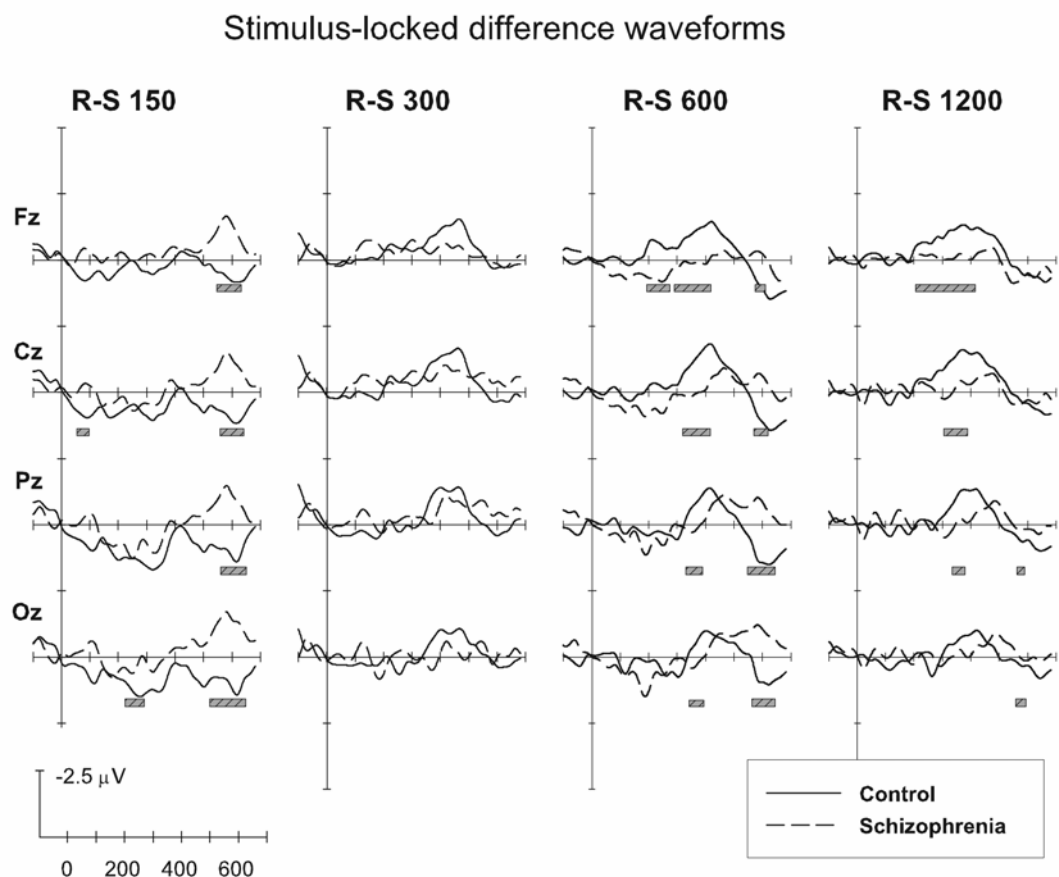 Stimulus-locked difference waveforms
R-S 150 R-S 300 R-S 600 R-S 1200
Fz
Cz
Pz
Oz
-2.5 μV
0 200 400 600
Control
Schizophrenia